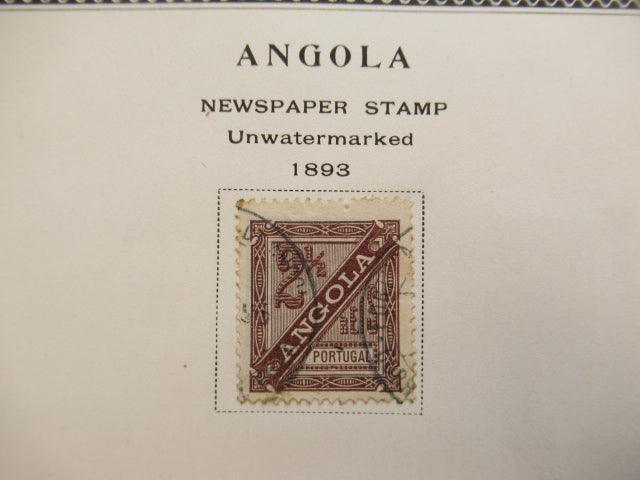 ANGOLA
NEWSPAPER STAMP
Unwatermarked
1893
2½
ANGOLA
PORTUGAL